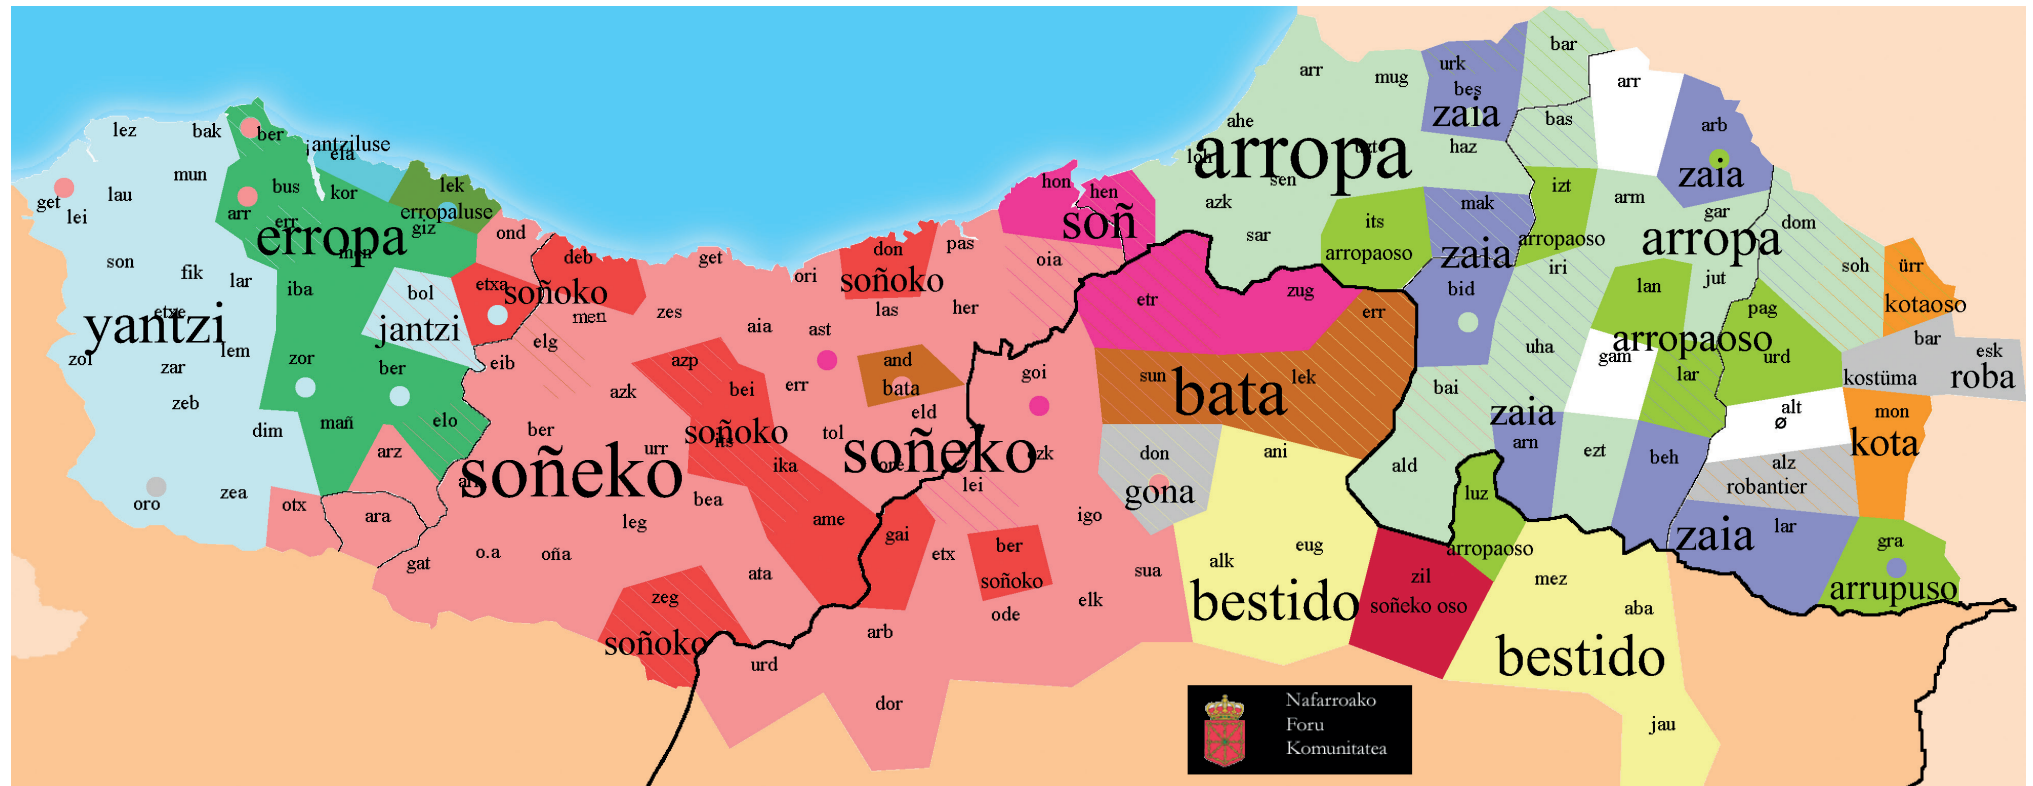 bar
arr
mug
urk
bes
zaia
arr
lez
bak
ber
jantziluse
ahe
arropa
haz
bas
arb
zaia
mun
lau
get
lei
bus
kor
lek
erropaluse
giz
arr
err
erropa
men
hon
hen
soñ
loh
sen
azk
sar
its
arropaoso
mak
zaia
izt
arropaoso
arm
gar
arropa
dom
son
fik
lar
iba
etxe
yantzi
lem
zol
zar
zeb
dim
oro
zea
bol
jantzi
zor
ber
mañ
elo
arz
otx
ara
ond
deb
etxa
soñoko
men
get
zes
ori
don
soñoko
las
pas
her
oia
elg
eib
aia
ast
azp
bei
azk
err
and
bata
eld
ber
urr
its
soñoko
tol
ika
soñeko
soñeko
bea
leg
ame
o.a
oña
gat
ata
zeg
soñoko
urd
goi
lei
gai
etx
ber
soñoko
igo
ode
elk
sua
arb
dor
etr
zug
err
sun
lek
bata
don
gona
ani
eug
alk
bestido
zil
soñeko oso
bid
iri
uha
bai
zaia
arn
ald
ezt
beh
luz
arropaoso
lan
jut
arropaoso
gam
lar
pag
urd
soh
ürr
kotaoso
bar
esk
kostüma
roba
alt
ø
mon
kota
alz
robantier
zaia
lar
gra
arrupuso
mez
aba
bestido
jau
Nafarroako
Foru
Komunitatea